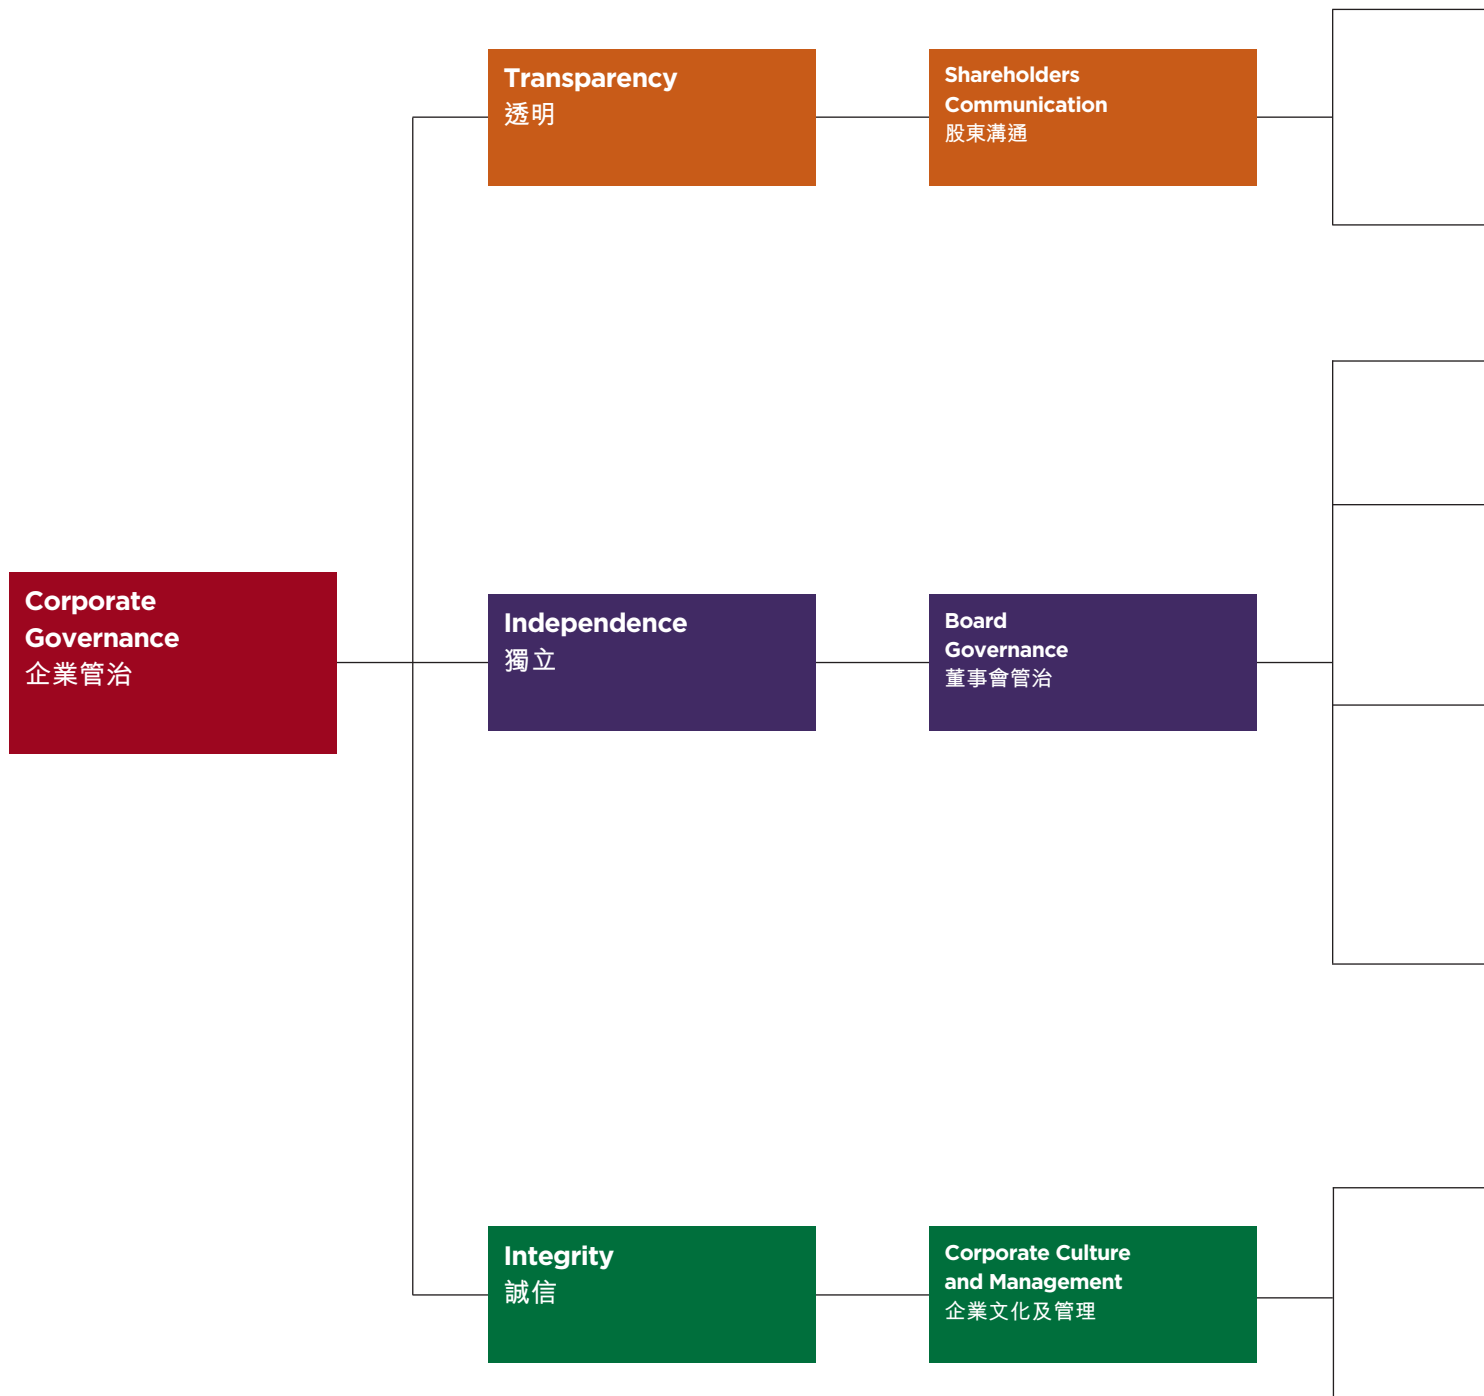 Transparency
透明
Shareholders
Communication
股東溝通
Corporate
Governance
企業管治
Independence
獨立
Board
Governance
董事會管治
Integrity
誠信
Corporate Culture
and Management
企業文化及管理